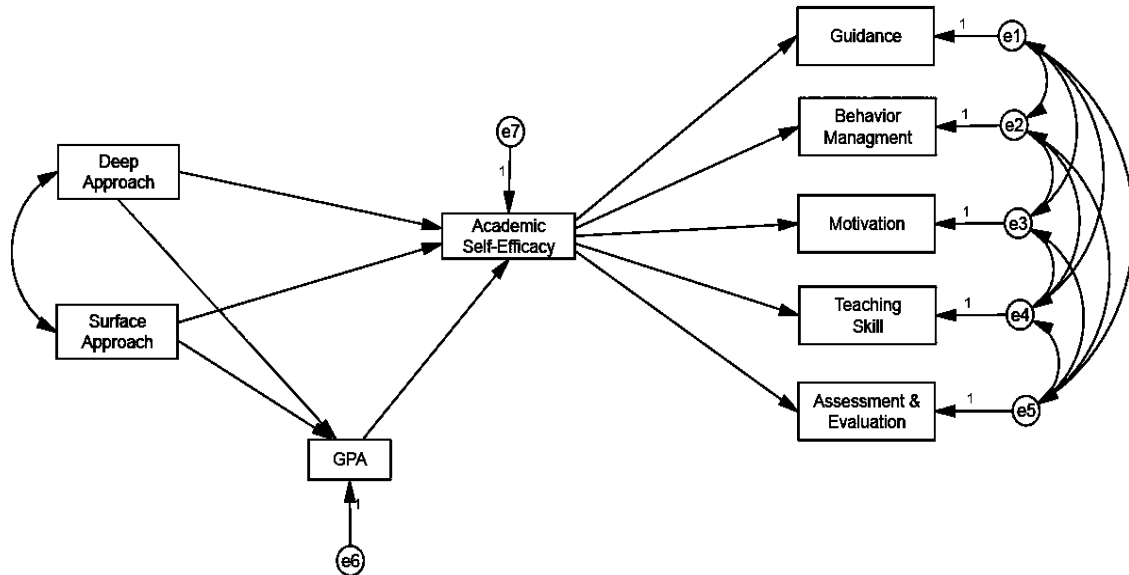 Guidance
1
e1
Behavior
Managment
1
e2
e7
1
Deep
Approach
Academic
Self-Efficacy
Motivation
1
e3
Surface
Approach
Teaching
Skill
1
e4
Assessment &
Evaluation
1
e5
GPA
1
e6